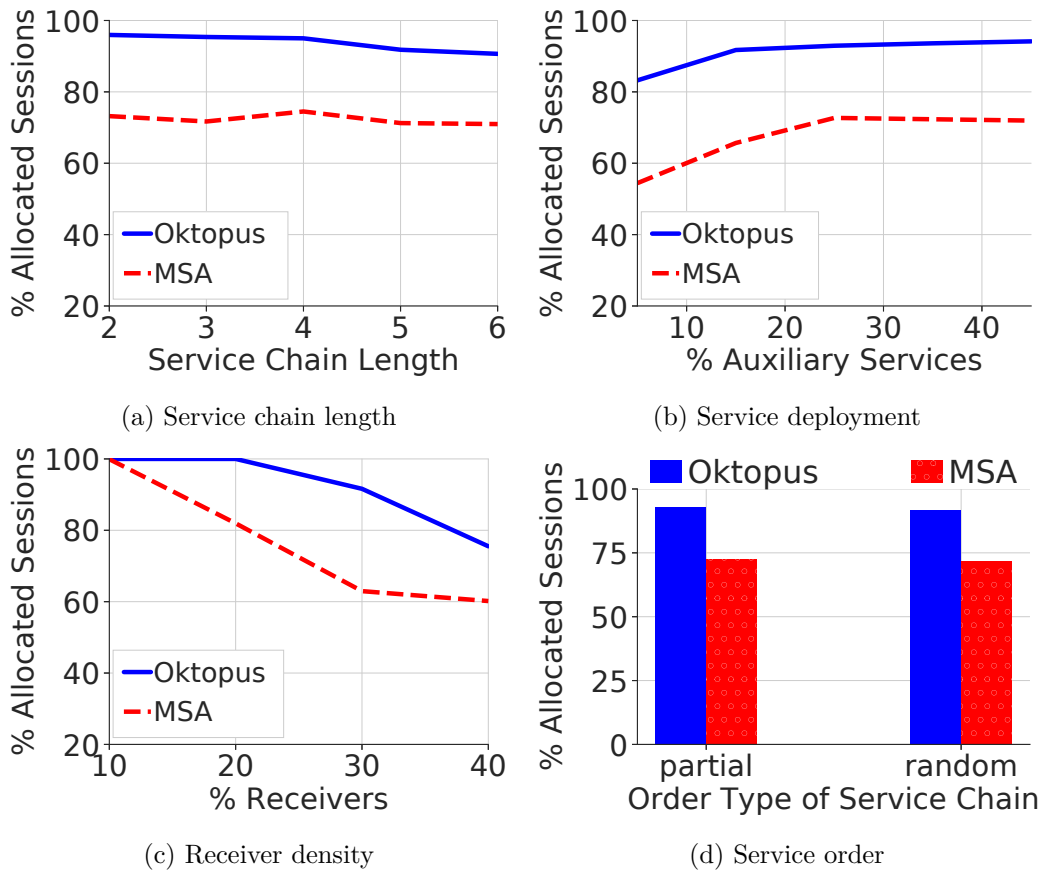 % Allocated Sessions
100
80
60
40
20
Oktopus
MSA
2 3 4 5 6
Service Chain Length
(a) Service chain length
% Allocated Sessions
100
80
60
40
20
Oktopus
MSA
10 20 30 40
% Auxiliary Services
(b) Service deployment
% Allocated Sessions
100
80
60
40
20
Oktopus
MSA
10 20 30 40
% Receivers
(c) Receiver density
Oktopus MSA
% Allocated Sessions
100
75
50
25
0
partial random
Order Type of Service Chain
(d) Service order